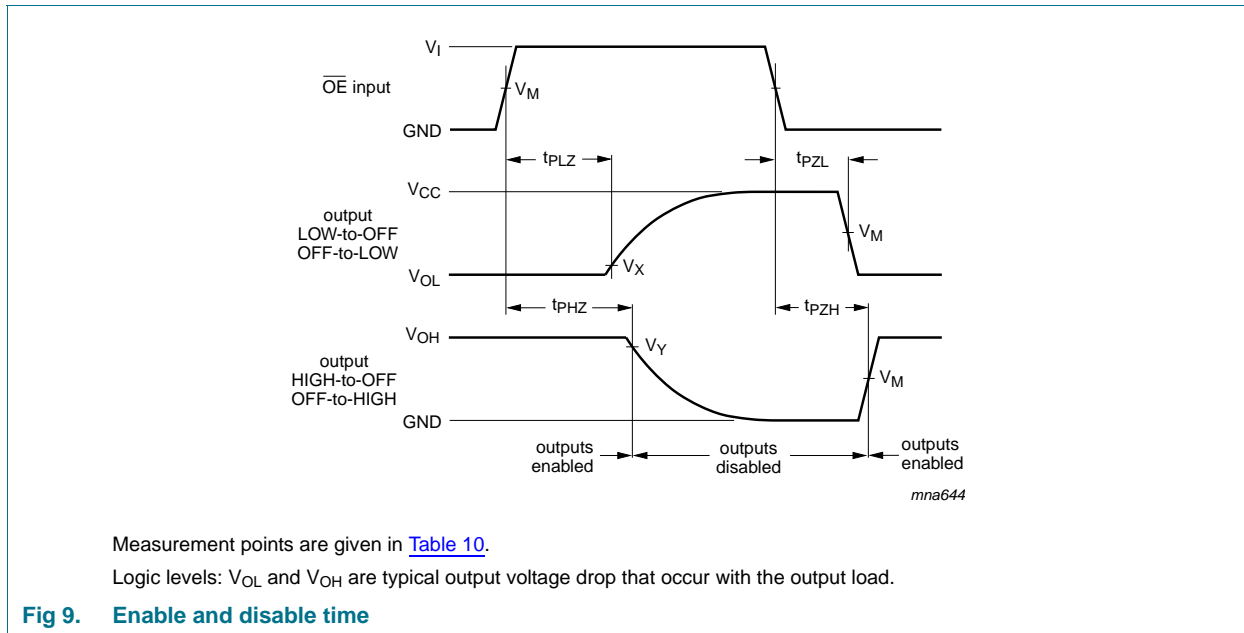 V_I
OE input
V_M
GND
t_PLZ
t_PZL
V_CC
output
LOW-to-OFF
OFF-to-LOW
V_M
V_X
V_OL
t_PHZ
t_PZH
V_OH
V_Y
output
HIGH-to-OFF
OFF-to-HIGH
V_M
GND
outputs
enabled
outputs
disabled
outputs
enabled
mna644
Measurement points are given in Table 10.
Logic levels: V_OL and V_OH are typical output voltage drop that occur with the output load.
Fig 9. Enable and disable time